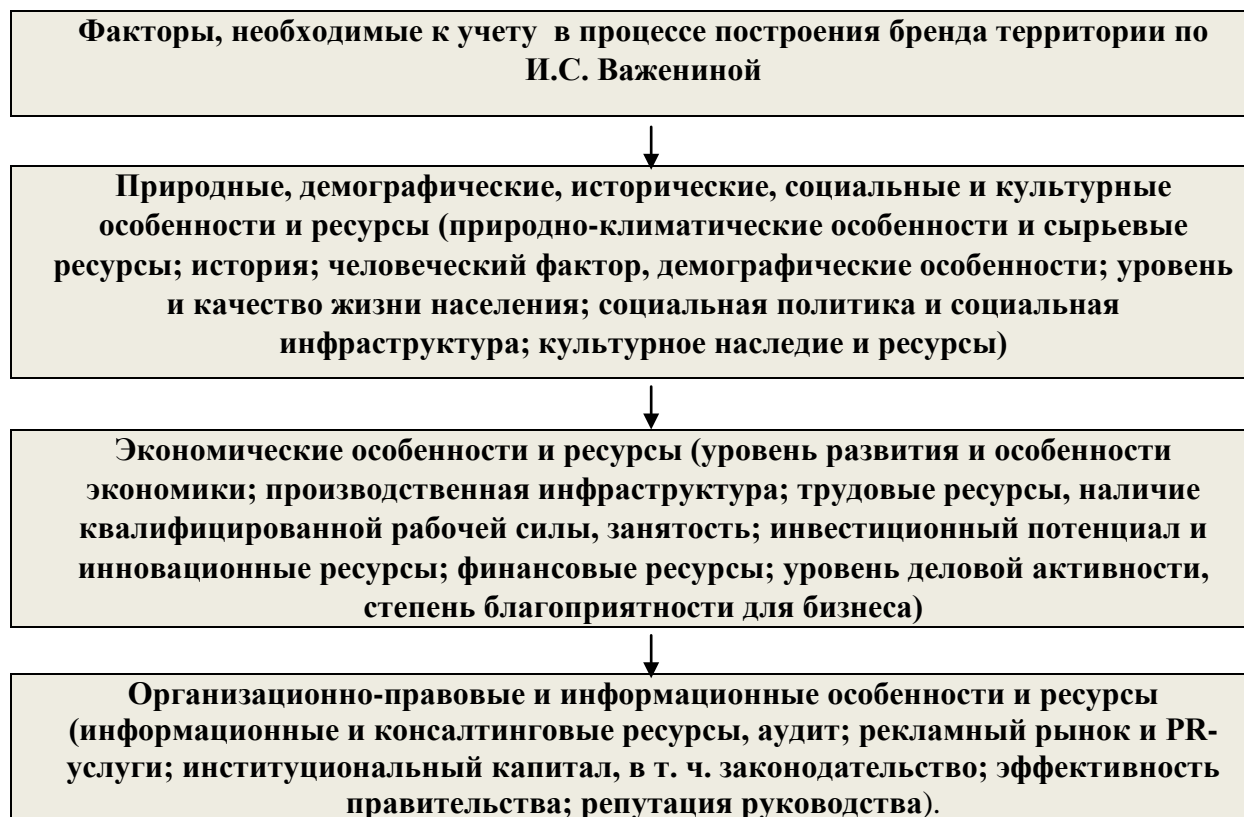 Факторы, необходимые к учету  в процессе построения бренда территории по
И.С. Важениной
Природные, демографические, исторические, социальные и культурные
особенности и ресурсы (природно-климатические особенности и сырьевые
ресурсы; история; человеческий фактор, демографические особенности; уровень
и качество жизни населения; социальная политика и социальная
инфраструктура; культурное наследие и ресурсы)
Экономические особенности и ресурсы (уровень развития и особенности
экономики; производственная инфраструктура; трудовые ресурсы, наличие
квалифицированной рабочей силы, занятость; инвестиционный потенциал и
инновационные ресурсы; финансовые ресурсы; уровень деловой активности,
степень благоприятности для бизнеса)
Организационно-правовые и информационные особенности и ресурсы
(информационные и консалтинговые ресурсы, аудит; рекламный рынок и PR-
услуги; институциональный капитал, в т. ч. законодательство; эффективность
правительства; репутация руководства).